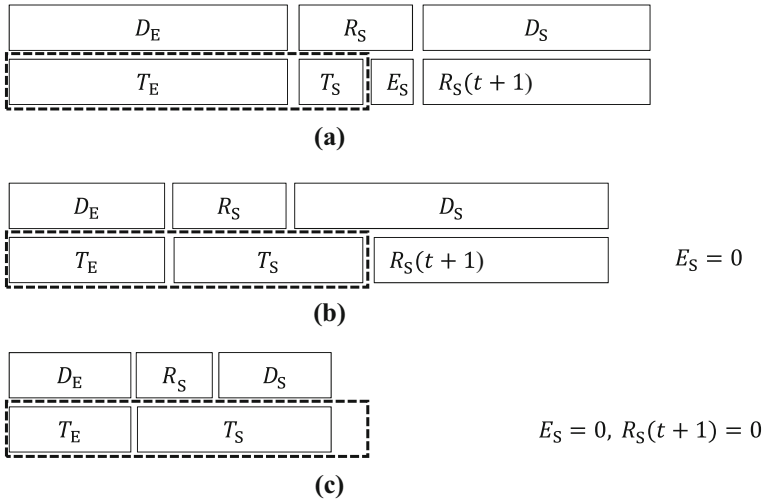 D_E R_S D_S
T_E T_S E_S R_S(t + 1)
(a)
D_E R_S D_S
T_E T_S R_S(t + 1) E_S = 0
(b)
D_E R_S D_S
T_E T_S E_S = 0, R_S(t + 1) = 0
(c)